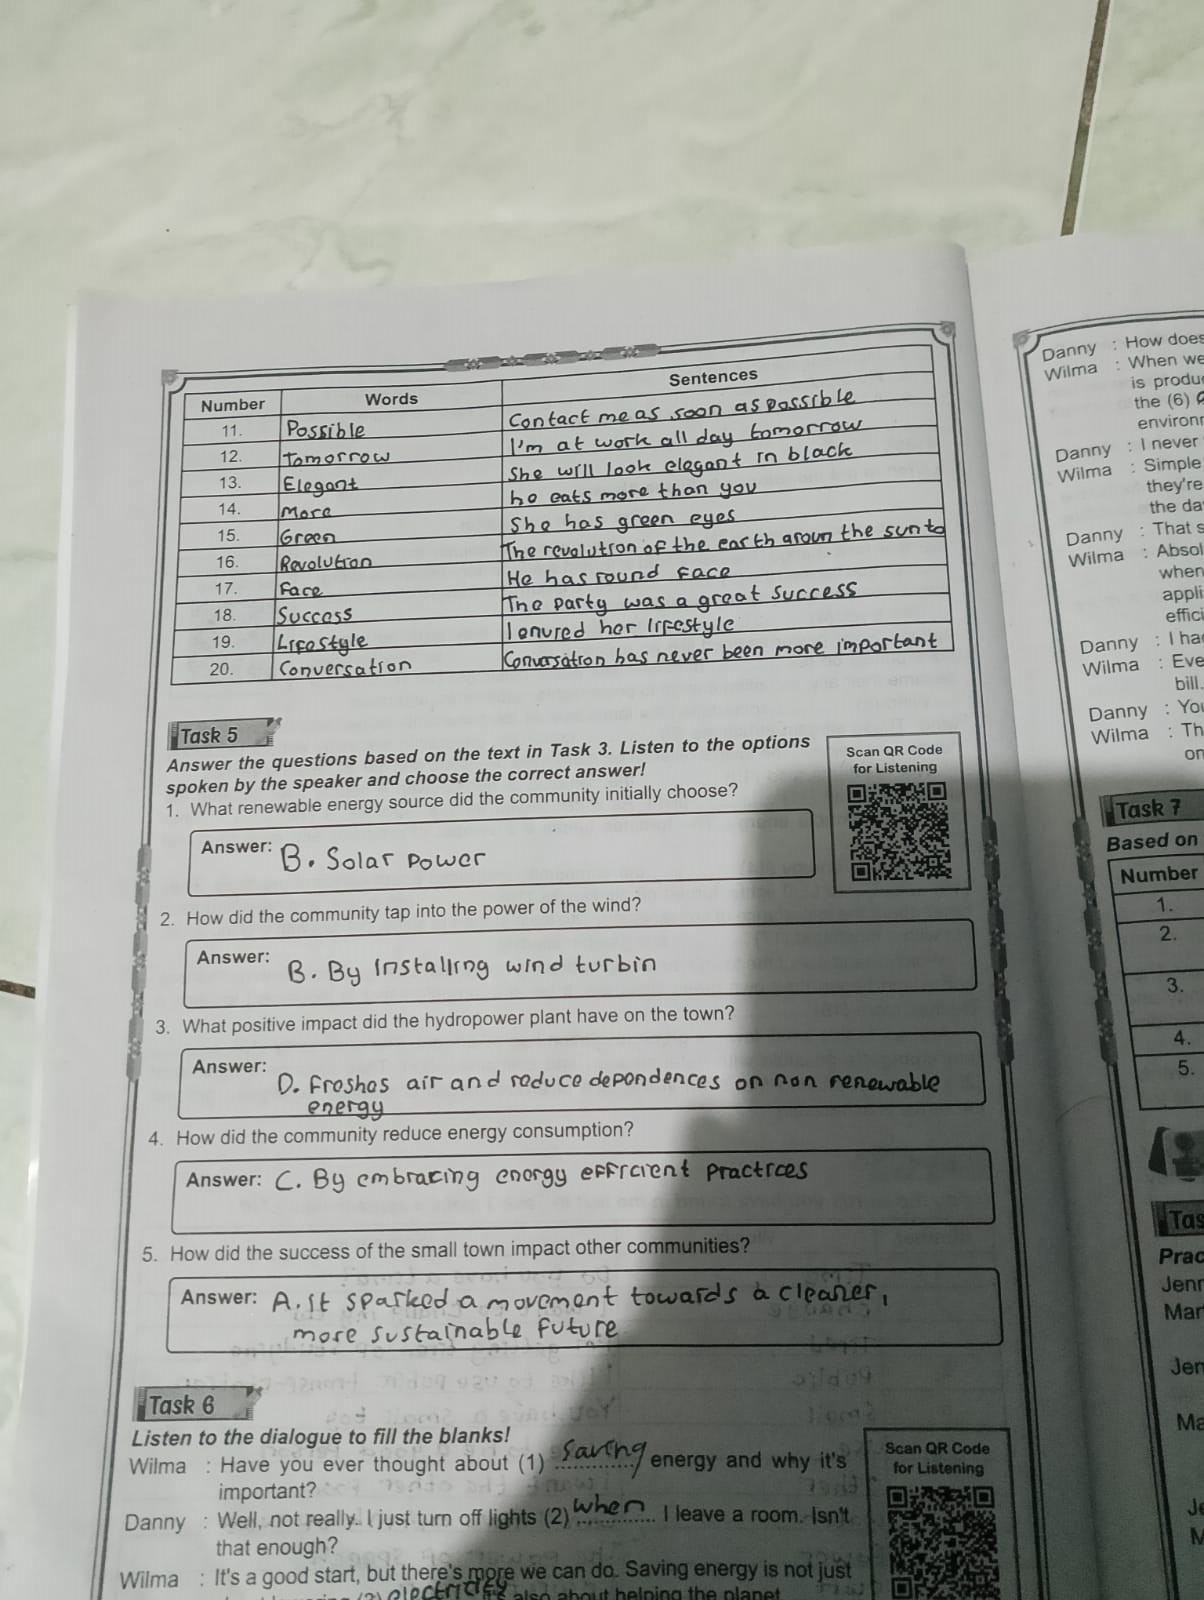 Number Words Sentences
11. Possible Contact me as soon as possible
12. Tomorrow I'm at work all day tomorrow
13. Elegant She will look elegant in black
14. More he eats more than you
15. Green She has green eyes
16. Revolution The revolution of the earth aroun the sun to
17. Face He has round face
18. Success The party was a great success
19. Lifestyle I enured her lifestyle
20. Conversation Conversation has never been more important
Task 5
Answer the questions based on the text in Task 3. Listen to the options
spoken by the speaker and choose the correct answer!
Scan QR Code
for Listening
1. What renewable energy source did the community initially choose?
Answer: B. Solar Power
2. How did the community tap into the power of the wind?
Answer: B. By installing wind turbin
3. What positive impact did the hydropower plant have on the town?
Answer: D. Freshes air and reduce dependences on non renewable
energy
4. How did the community reduce energy consumption?
Answer: C. By embracing energy efficient practices
5. How did the success of the small town impact other communities?
Answer: A. It sparked a movement towards a cleaner,
more sustainable future
Task 6
Listen to the dialogue to fill the blanks!
Scan QR Code
for Listening
Wilma : Have you ever thought about (1) saving energy and why it's
important?
Danny : Well, not really. I just turn off lights (2) when I leave a room. Isn't
that enough?
Wilma : It's a good start, but there's more we can do. Saving energy is not just
electricity also about helping the planet
Danny : How does
Wilma : When we
is produ
the (6)
environr
Danny : I never
Wilma : Simple
they're
the da
Danny : That s
Wilma : Absol
when
appli
effici
Danny : I ha
Wilma : Eve
bill.
Danny : You
Wilma : Th
on
Task 7
Based on
Number
1.
2.
3.
4.
5.
Tas
Prac
Jenr
Mar
Jen
Ma
Je
M